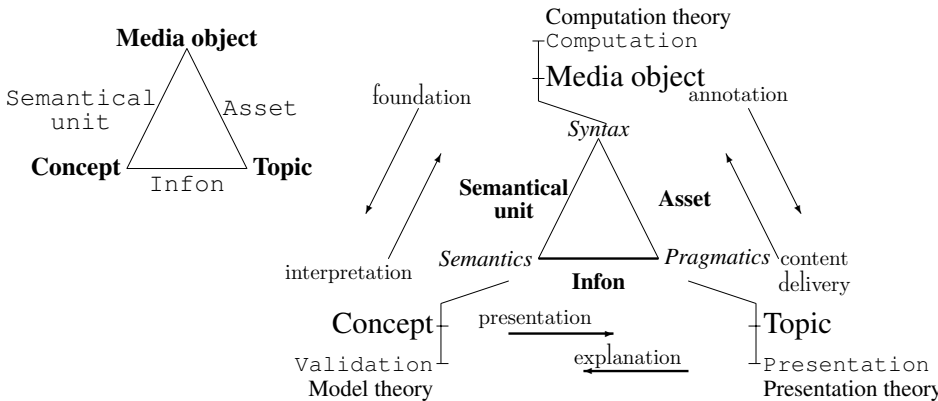 Media object
Semantical
unit
Asset
Concept
Topic
Infon
Computation theory
Computation
Media object
foundation
annotation
Syntax
Semantical
unit
Asset
Semantics
Pragmatics
interpretation
content
delivery
Infon
Concept
presentation
Topic
Validation
explanation
Presentation
Model theory
Presentation theory